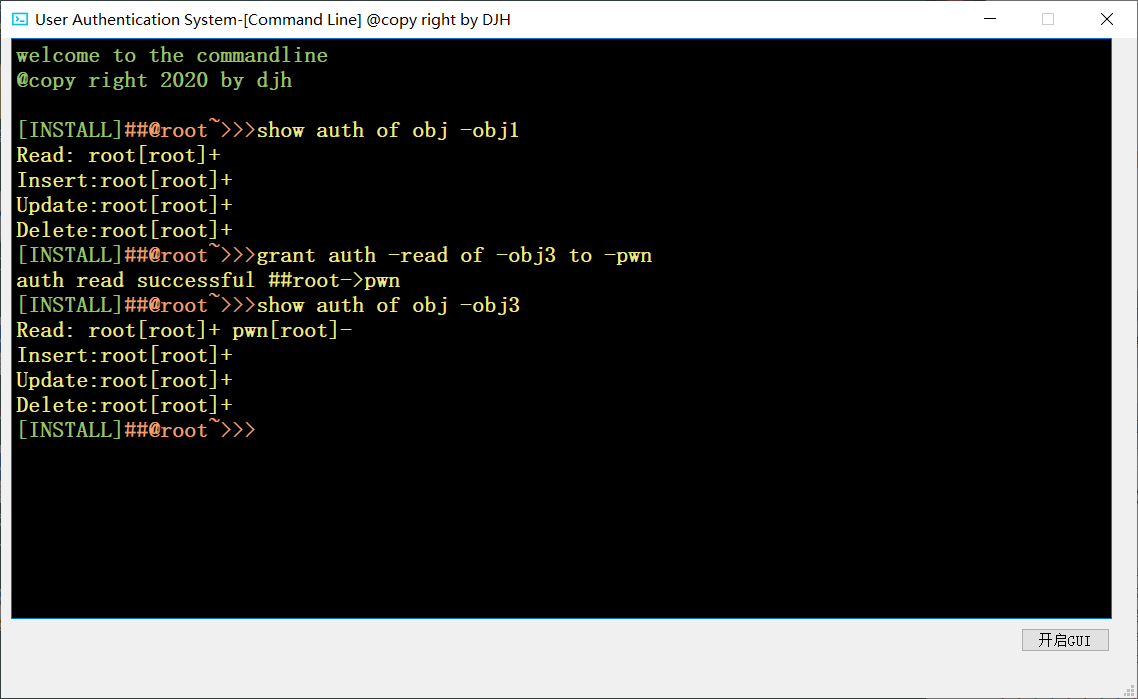 User Authentication System-[Command Line] @copy right by DJH
welcome to the commandline
@copy right 2020 by djh
[INSTALL]##@root~>>>show auth of obj -obj1
Read: root[root]+
Insert:root[root]+
Update:root[root]+
Delete:root[root]+
[INSTALL]##@root~>>>grant auth -read of -obj3 to -pwn
auth read successful ##root->pwn
[INSTALL]##@root~>>>show auth of obj -obj3
Read: root[root]+ pwn[root]-
Insert:root[root]+
Update:root[root]+
Delete:root[root]+
[INSTALL]##@root~>>>
开启GUI